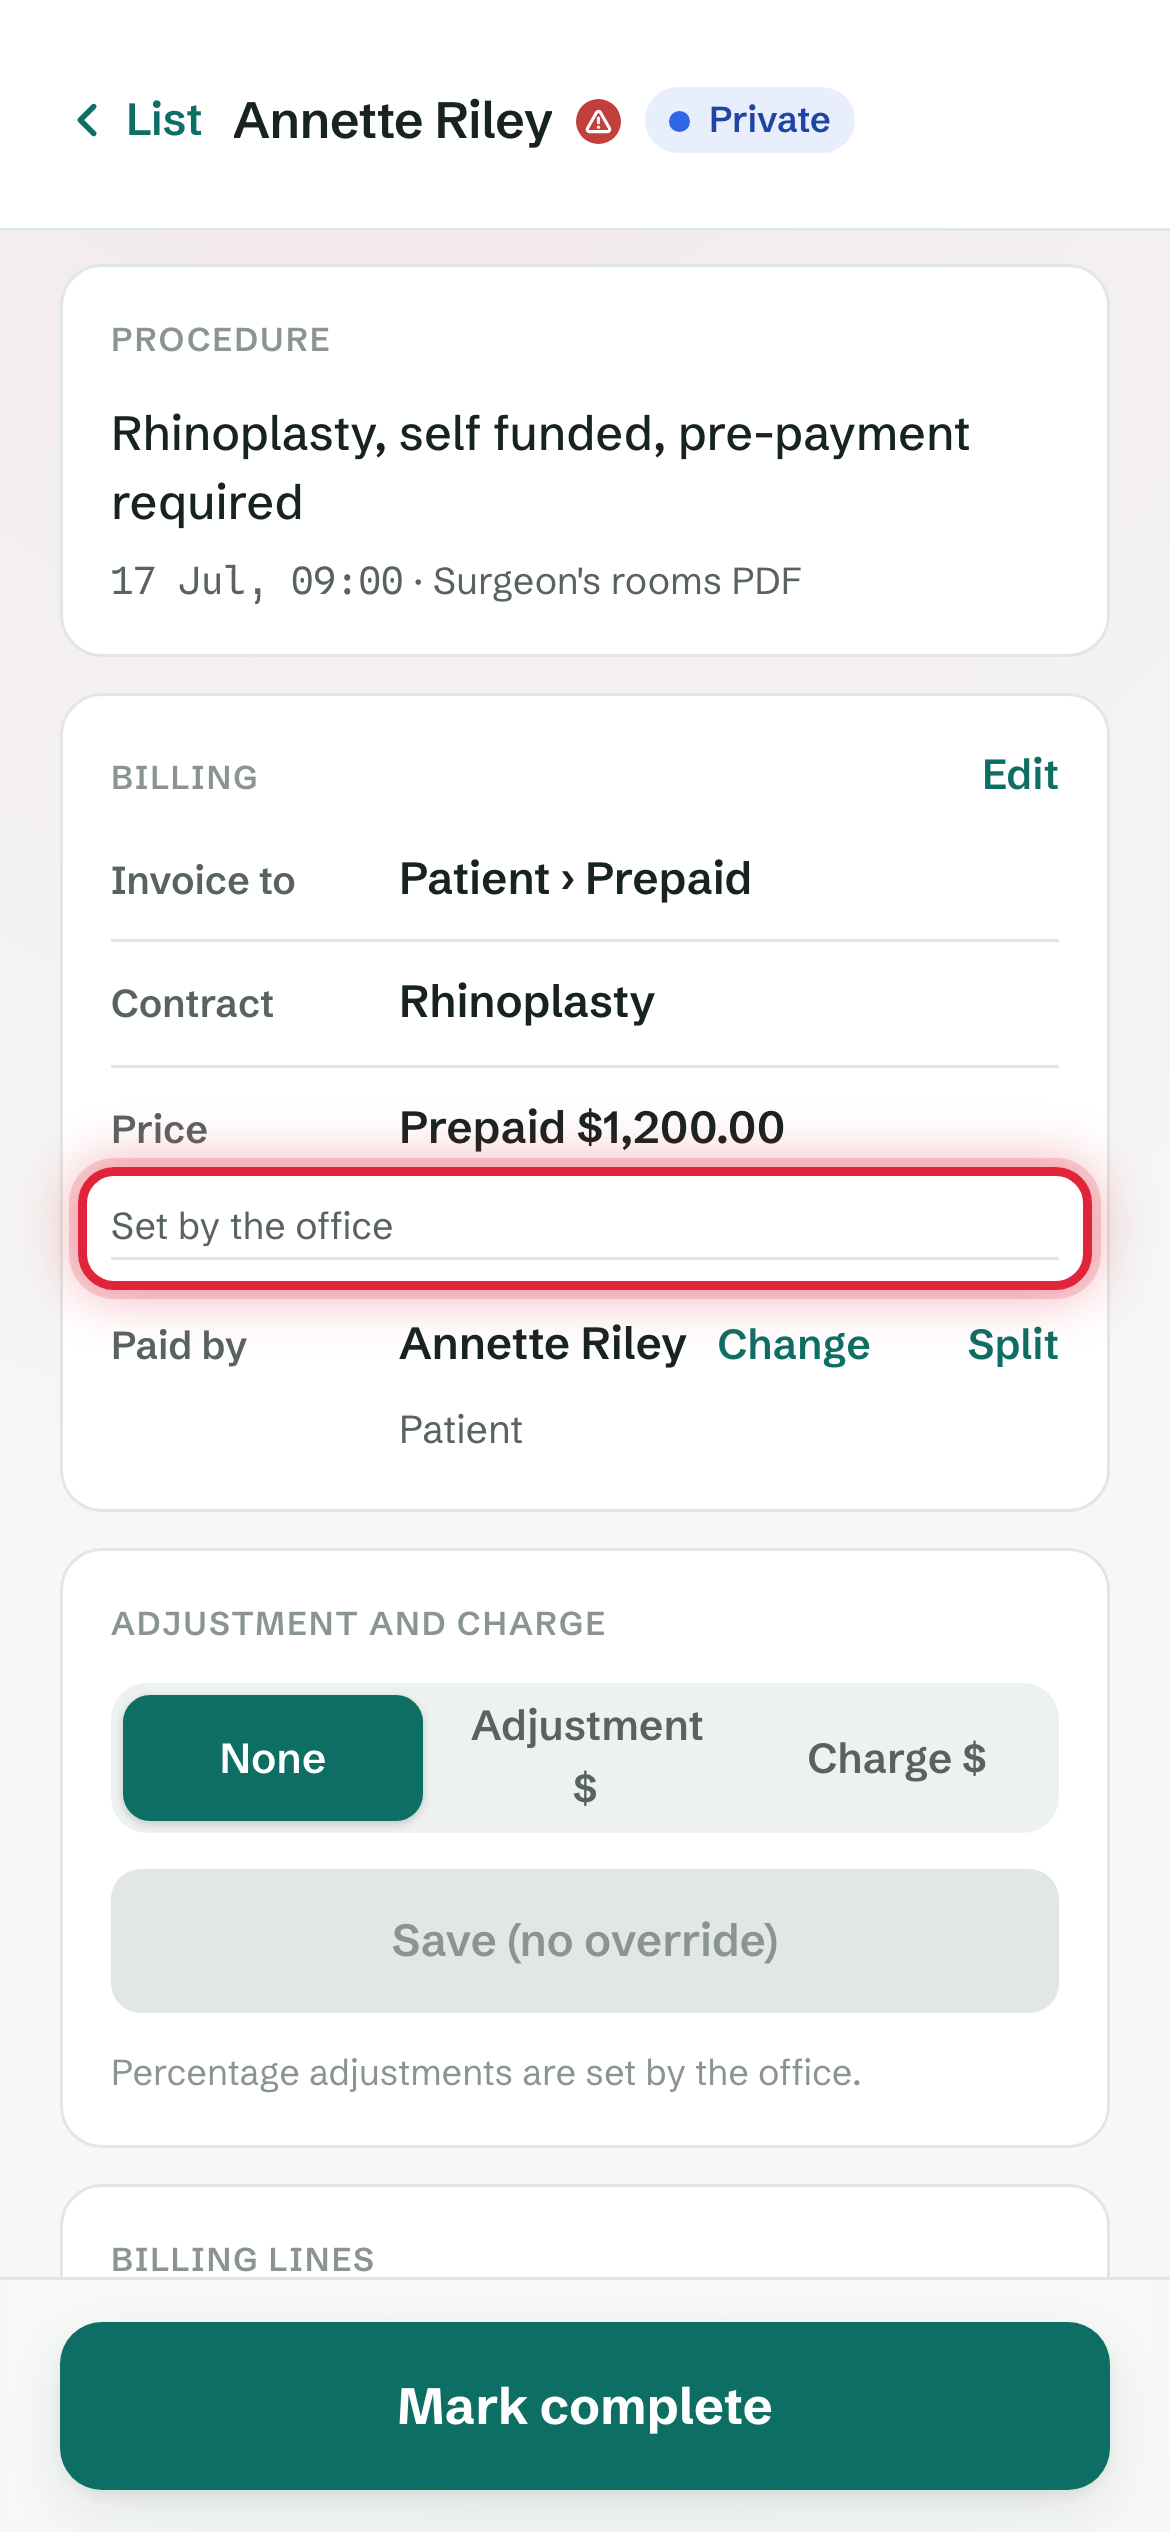 List Annette Riley Private
PROCEDURE
Rhinoplasty, self funded, pre-payment
required
17 Jul, 09:00 · Surgeon's rooms PDF
BILLING Edit
Invoice to Patient › Prepaid
Contract Rhinoplasty
Price Prepaid $1,200.00
Set by the office
Paid by Annette Riley Change Split
Patient
ADJUSTMENT AND CHARGE
None Adjustment $ Charge $
Save (no override)
Percentage adjustments are set by the office.
BILLING LINES
Mark complete